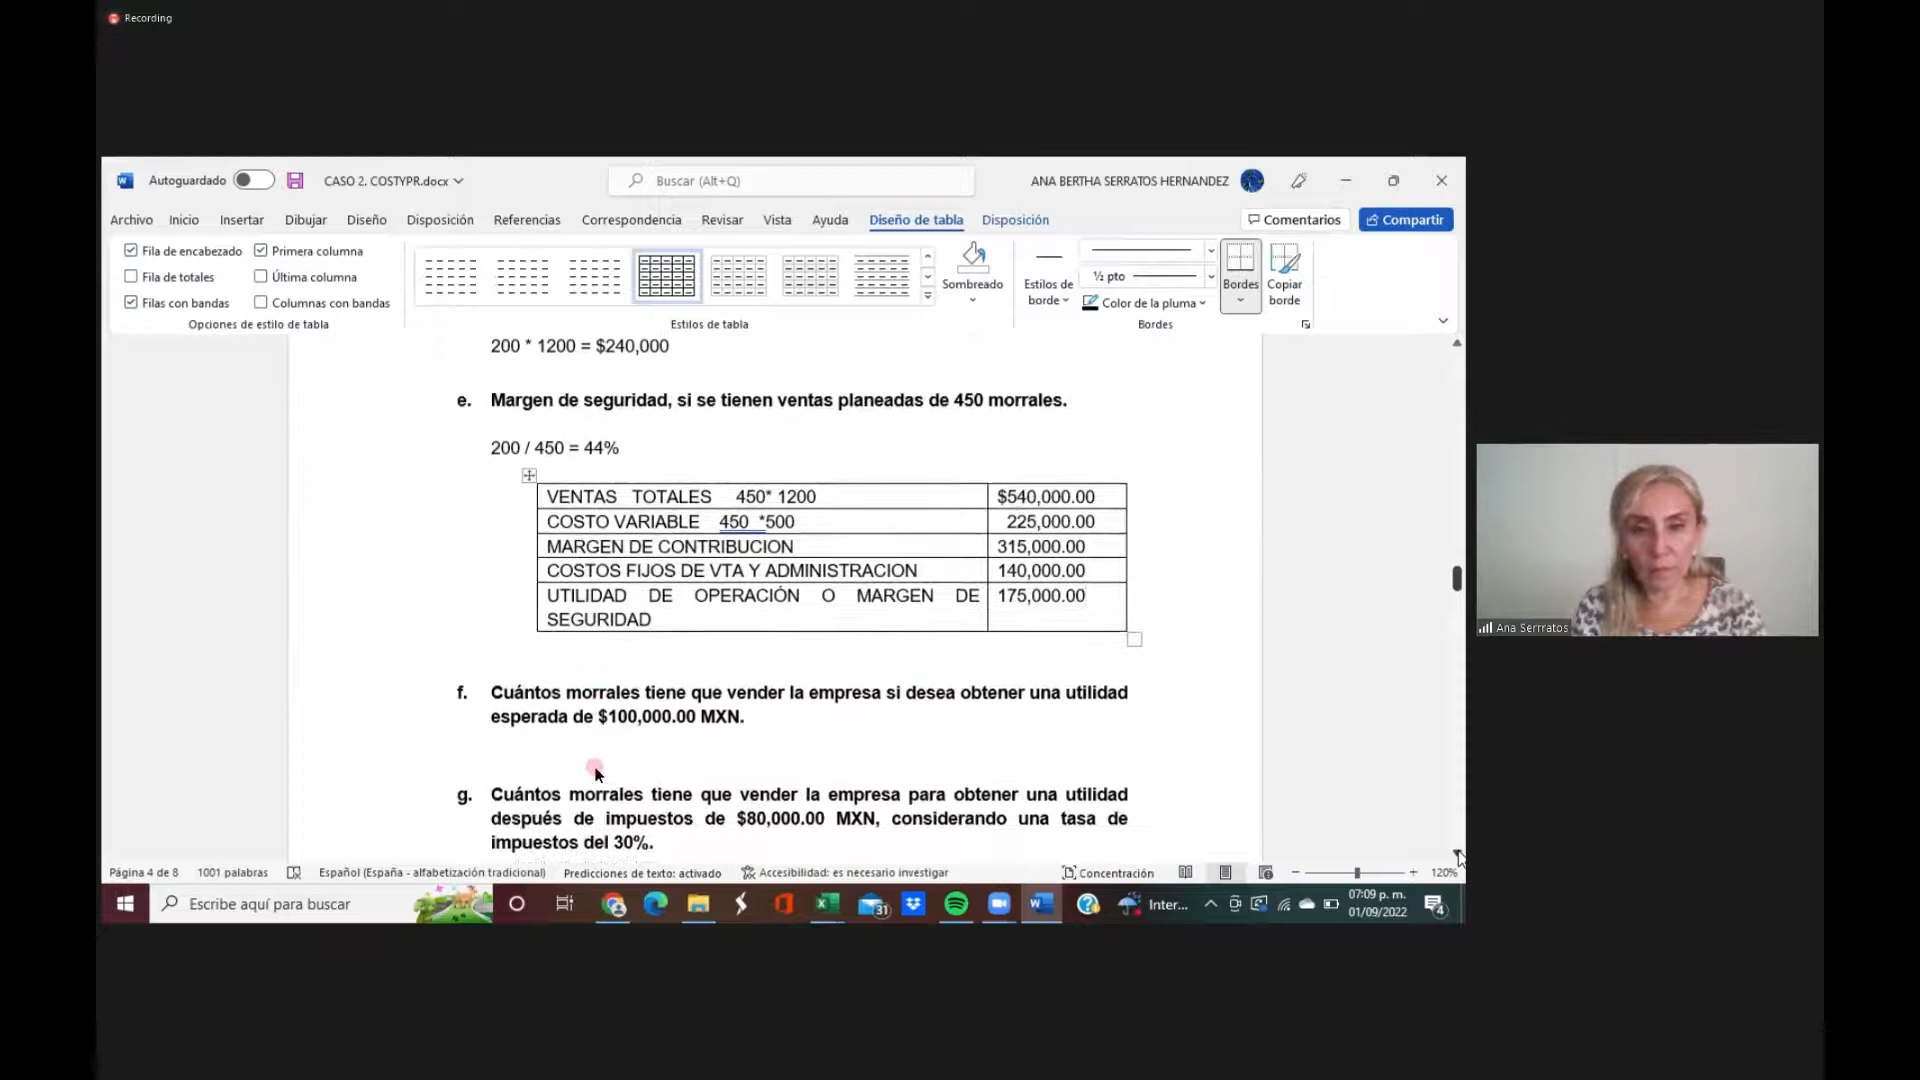 Recording
Autoguardado
CASO 2. COSTYPR.docx
Buscar (Alt+Q)
ANA BERTHA SERRATOS HERNANDEZ
Archivo Inicio Insertar Dibujar Diseño Disposición Referencias Correspondencia Revisar Vista Ayuda Diseño de tabla Disposición
Comentarios
Compartir
Fila de encabezado Primera columna
Fila de totales Última columna
Filas con bandas Columnas con bandas
Opciones de estilo de tabla
Estilos de tabla
Sombreado
Estilos de borde
½ pto
Color de la pluma
Bordes
Copiar borde
Bordes
200 * 1200 = $240,000
e. Margen de seguridad, si se tienen ventas planeadas de 450 morrales.
200 / 450 = 44%
VENTAS TOTALES 450* 1200 $540,000.00
COSTO VARIABLE 450 *500 225,000.00
MARGEN DE CONTRIBUCION 315,000.00
COSTOS FIJOS DE VTA Y ADMINISTRACION 140,000.00
UTILIDAD DE OPERACIÓN O MARGEN DE 175,000.00
SEGURIDAD
f. Cuántos morrales tiene que vender la empresa si desea obtener una utilidad
esperada de $100,000.00 MXN.
g. Cuántos morrales tiene que vender la empresa para obtener una utilidad
después de impuestos de $80,000.00 MXN, considerando una tasa de
impuestos del 30%.
Página 4 de 8 1001 palabras Español (España - alfabetización tradicional) Predicciones de texto: activado Accesibilidad: es necesario investigar Concentración 120%
Escribe aquí para buscar
31
Inter...
07:09 p. m.
01/09/2022
4
Ana Serrratos